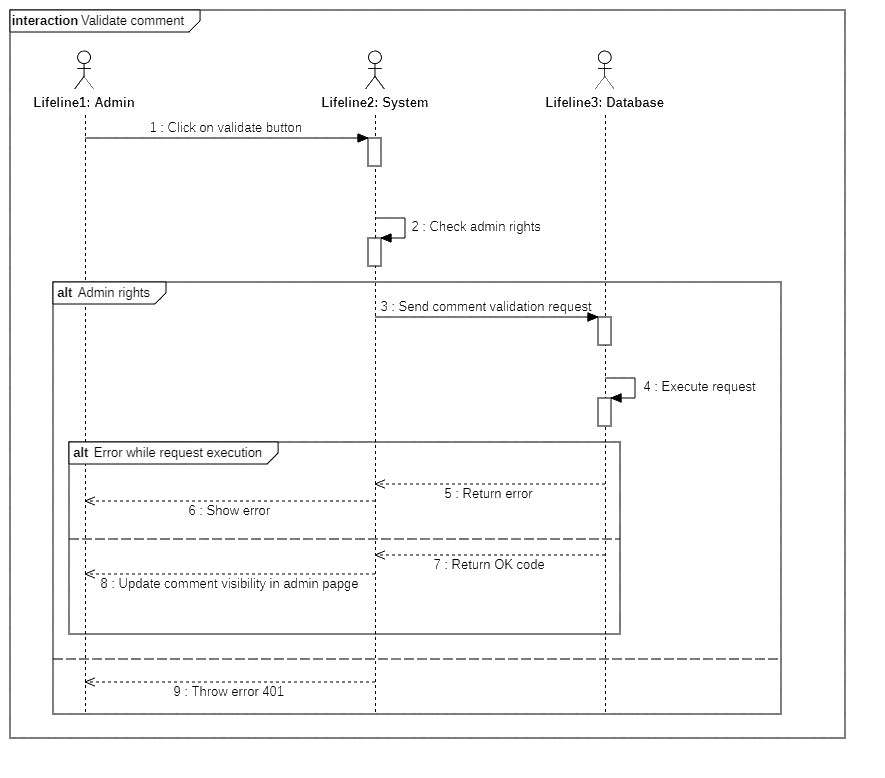 interaction Validate comment
Lifeline1: Admin
Lifeline2: System
Lifeline3: Database
1 : Click on validate button
2 : Check admin rights
alt Admin rights
3 : Send comment validation request
4 : Execute request
alt Error while request execution
5 : Return error
6 : Show error
7 : Return OK code
8 : Update comment visibility in admin papge
9 : Throw error 401